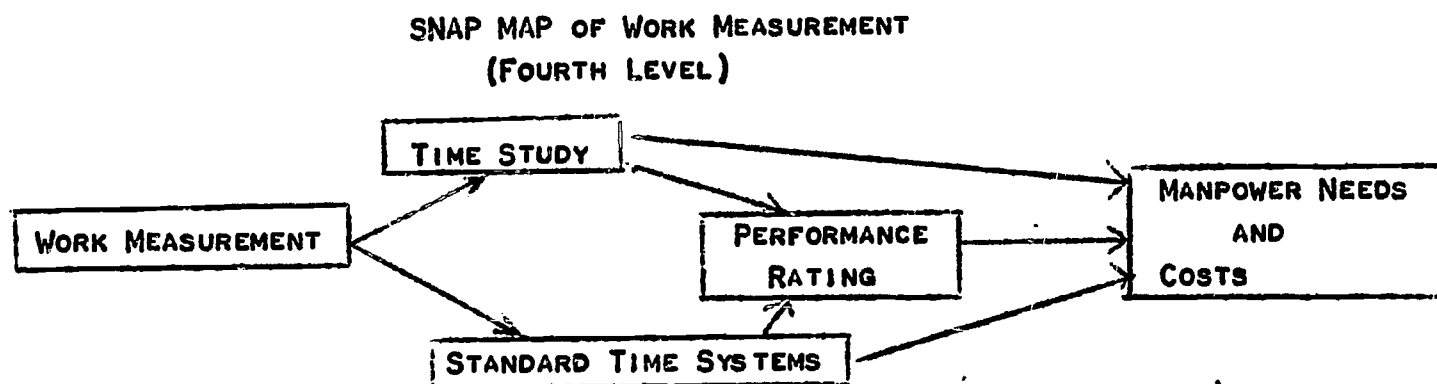 SNAP MAP OF WORK MEASUREMENT
(FOURTH LEVEL)
TIME STUDY
WORK MEASUREMENT
PERFORMANCE
RATING
MANPOWER NEEDS
AND
COSTS
STANDARD TIME SYSTEMS